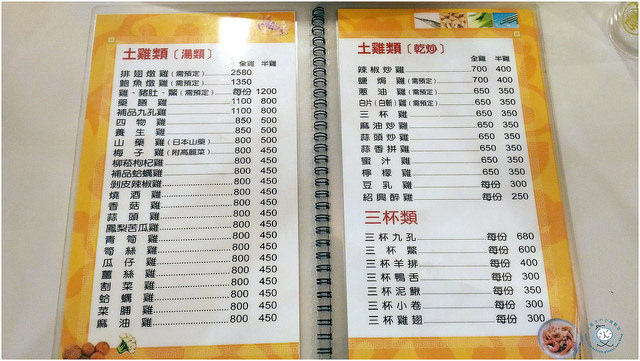 土雞類〔湯類〕
全雞 半雞
排翅燉雞(需預定) 2580
鮑魚燉雞(需預定) 1350
雞、豬肚、鱉(需預定) 每份 1200
藥膳雞 1100 800
補品九孔雞 1100 800
四物雞 850 500
養生雞 850 500
山藥雞(日本山藥) 800 500
梅子雞(附高麗菜) 800 450
柳菘枸杞雞 800 450
補品蛤蠣雞 800 450
剝皮辣椒雞 800 450
燒酒雞 800 450
香菇雞 800 450
蒜頭雞 800 450
鳳梨苦瓜雞 800 450
青筍雞 800 450
筍絲雞 800 450
瓜仔雞 800 450
薑絲雞 800 450
割菜雞 800 450
蛤蠣雞 800 450
菜脯雞 800 450
麻油雞 800 450
土雞類〔乾炒〕
全雞 半雞
辣椒炒雞 700 400
鹽焗雞(需預定) 700 400
蔥油雞(需預定) 650 350
白片(白斬)雞(需預定) 650 350
三杯雞 650 350
麻油炒雞 650 350
蒜頭炒雞 650 350
蒜香拼雞 650 350
蜜汁雞 650 350
檸檬雞 650 350
豆乳雞 每份 300
紹興醉雞 每份 250
三杯類
三杯九孔 每份 680
三杯鱉 每份 600
三杯羊排 每份 400
三杯鴨舌 每份 300
三杯泥鰍 每份 350
三杯小卷 每份 300
三杯雞翅 每份 300